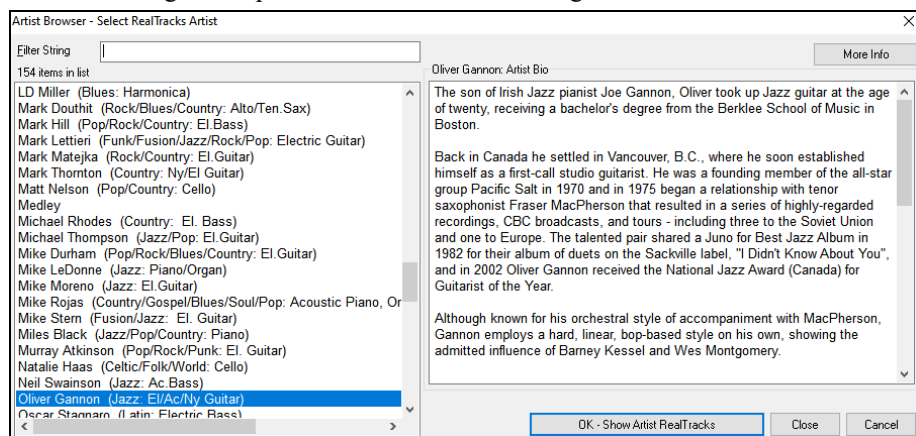 Artist Browser - Select RealTracks Artist
Filter String
More Info
154 items in list
Oliver Gannon: Artist Bio
LD Miller (Blues: Harmonica)
Mark Douthit (Rock/Blues/Country: Alto/Ten.Sax)
Mark Hill (Pop/Rock/Country: El.Bass)
Mark Lettieri (Funk/Fusion/Jazz/Rock/Pop: Electric Guitar)
Mark Matejka (Rock/Country: El.Guitar)
Mark Thornton (Country: Ny/El Guitar)
Matt Nelson (Pop/Country: Cello)
Medley
Michael Rhodes (Country: El. Bass)
Michael Thompson (Jazz/Pop: El.Guitar)
Mike Durham (Pop/Rock/Blues/Country: El.Guitar)
Mike LeDonne (Jazz: Piano/Organ)
Mike Moreno (Jazz: El.Guitar)
Mike Rojas (Country/Gospel/Blues/Soul/Pop: Acoustic Piano, Or
Mike Stern (Fusion/Jazz: El. Guitar)
Miles Black (Jazz/Pop/Country: Piano)
Murray Atkinson (Pop/Rock/Punk: El. Guitar)
Natalie Haas (Celtic/Folk/World: Cello)
Neil Swainson (Jazz: Ac.Bass)
Oliver Gannon (Jazz: El/Ac/Ny Guitar)
Oscar Stagnaro (Latin: Electric Bass)
The son of Irish Jazz pianist Joe Gannon, Oliver took up Jazz guitar at the age
of twenty, receiving a bachelor's degree from the Berklee School of Music in
Boston.
Back in Canada he settled in Vancouver, B.C., where he soon established
himself as a first-call studio guitarist. He was a founding member of the all-star
group Pacific Salt in 1970 and in 1975 began a relationship with tenor
saxophonist Fraser MacPherson that resulted in a series of highly-regarded
recordings, CBC broadcasts, and tours - including three to the Soviet Union
and one to Europe. The talented pair shared a Juno for Best Jazz Album in
1982 for their album of duets on the Sackville label, "I Didn't Know About You",
and in 2002 Oliver Gannon received the National Jazz Award (Canada) for
Guitarist of the Year.
Although known for his orchestral style of accompaniment with MacPherson,
Gannon employs a hard, linear, bop-based style on his own, showing the
admitted influence of Barney Kessel and Wes Montgomery.
OK - Show Artist RealTracks
Close
Cancel